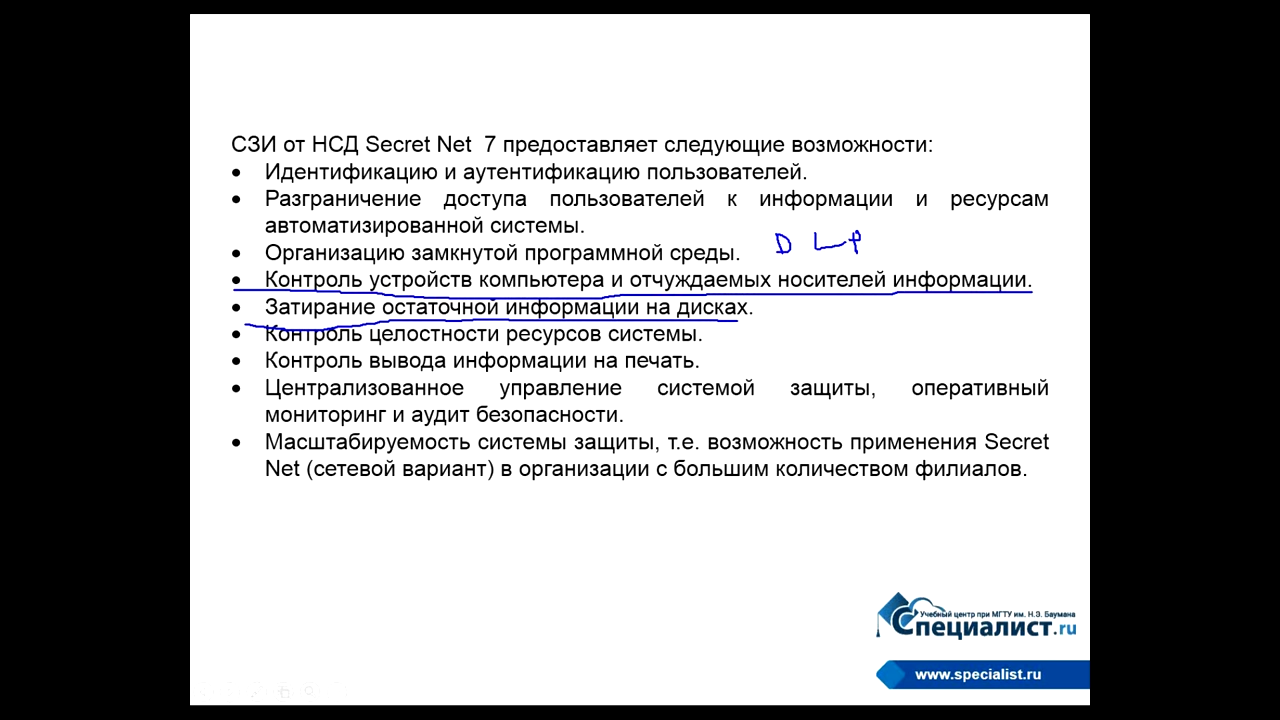 СЗИ от НСД Secret Net 7 предоставляет следующие возможности:
• Идентификацию и аутентификацию пользователей.
• Разграничение доступа пользователей к информации и ресурсам
автоматизированной системы.
• Организацию замкнутой программной среды.
D L P
• Контроль устройств компьютера и отчуждаемых носителей информации.
• Затирание остаточной информации на дисках.
• Контроль целостности ресурсов системы.
• Контроль вывода информации на печать.
• Централизованное управление системой защиты, оперативный
мониторинг и аудит безопасности.
• Масштабируемость системы защиты, т.е. возможность применения Secret
Net (сетевой вариант) в организации с большим количеством филиалов.
Учебный центр при МГТУ им. Н.Э. Баумана
Специалист.ru
www.specialist.ru